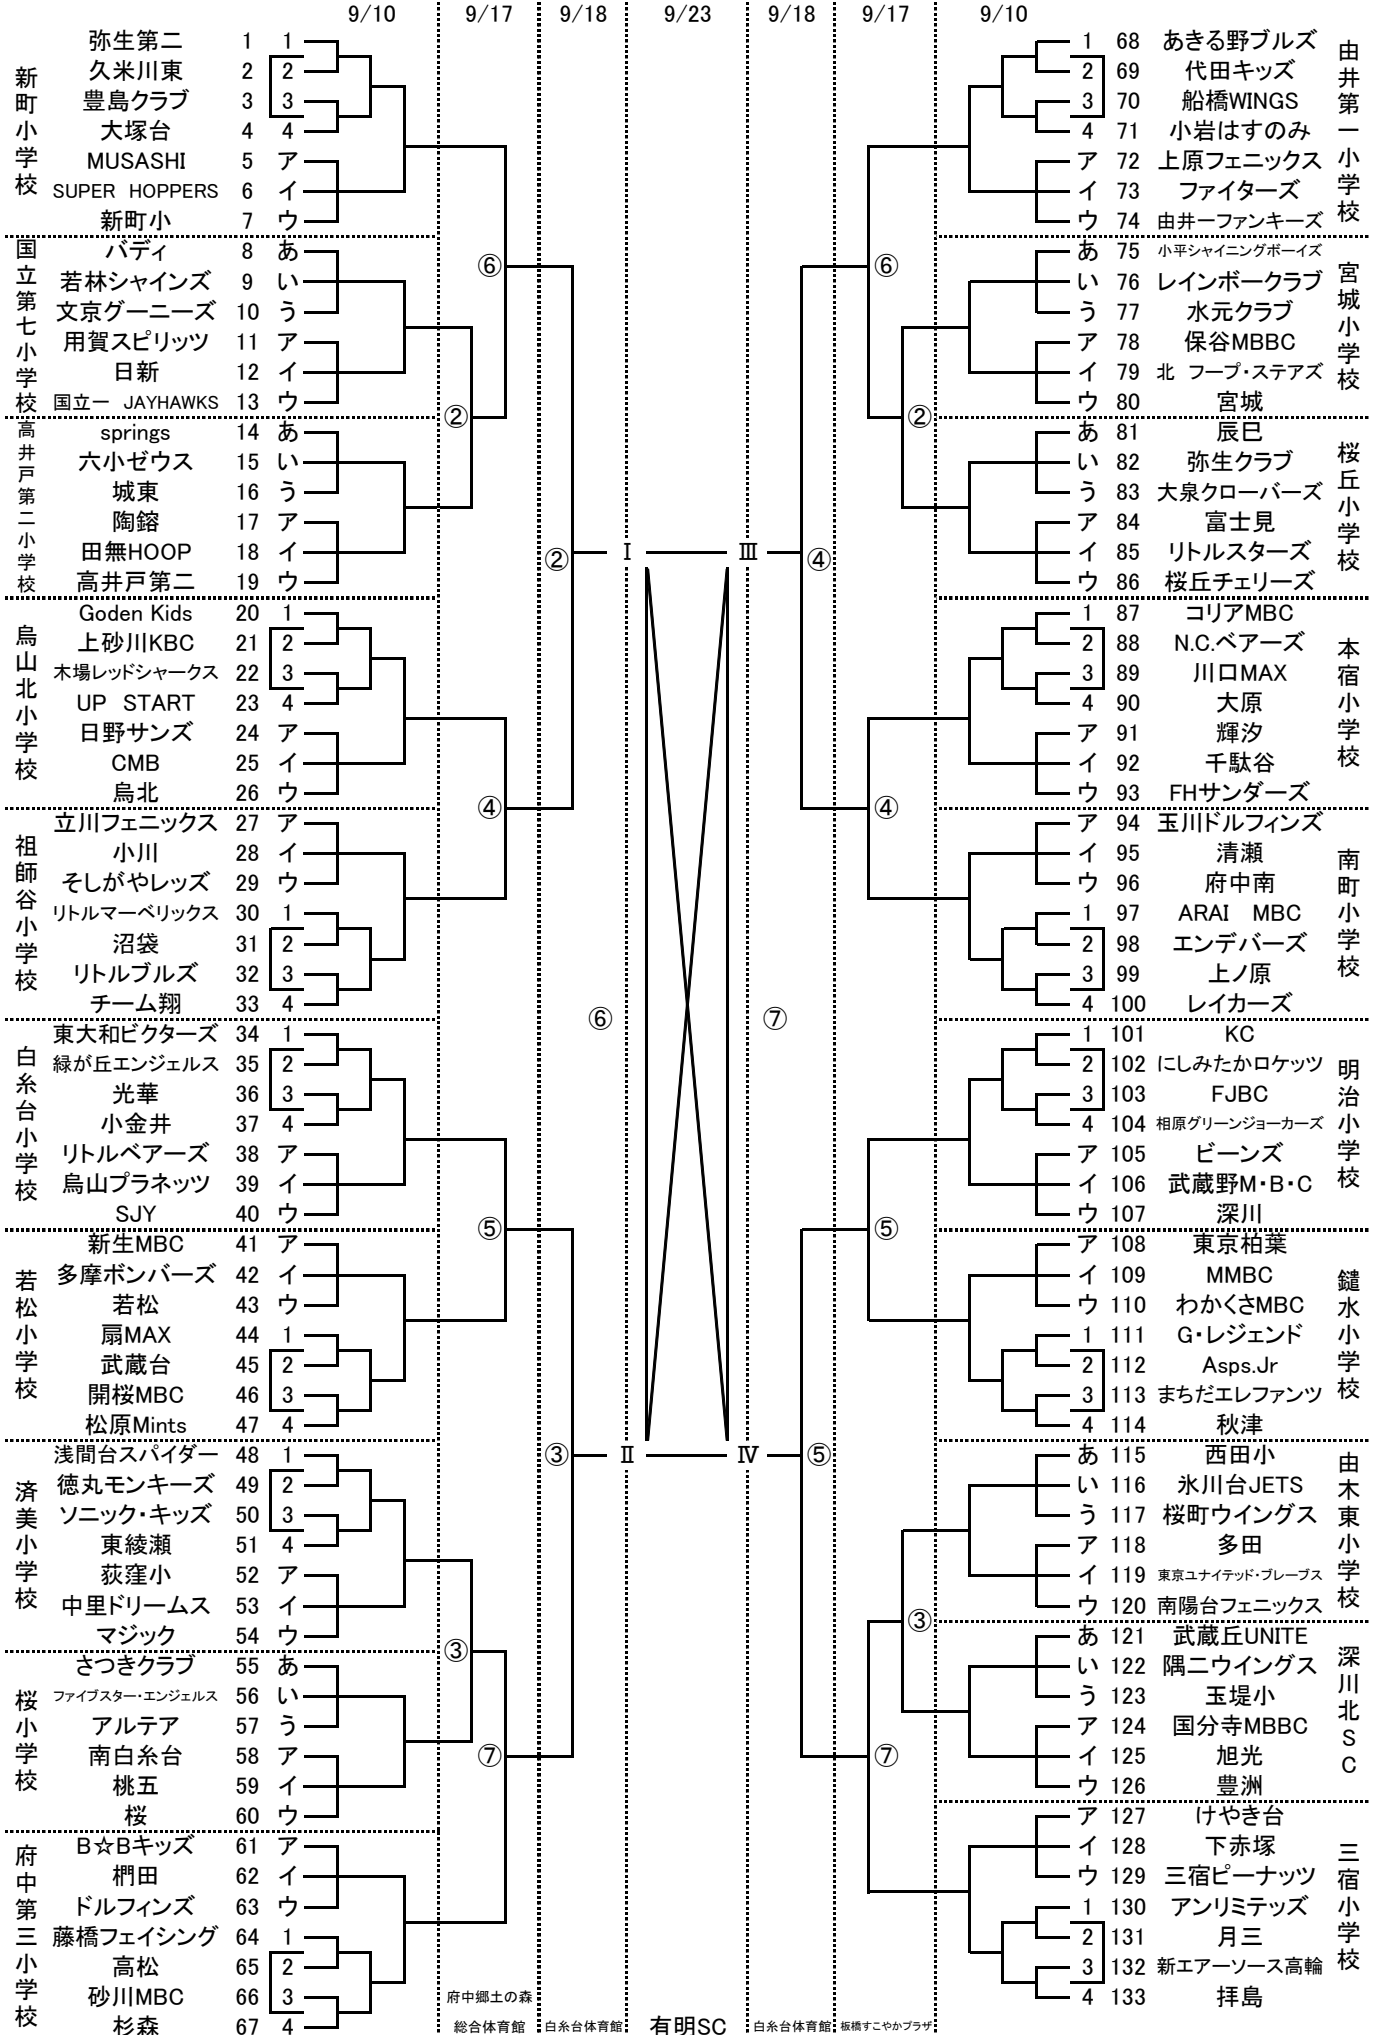 9/10 9/17 9/18 9/23 9/18 9/17 9/10
新町小学校
弥生第二 1 1
久米川東 2 2
豊島クラブ 3 3
大塚台 4 4
MUSASHI 5 ア
SUPER HOPPERS 6 イ
新町小 7 ウ
国立第七小学校
バディ 8 あ
若林シャインズ 9 い
文京グーニーズ 10 う
用賀スピリッツ 11 ア
日新 12 イ
国立一 JAYHAWKS 13 ウ
高井戸第二小学校
springs 14 あ
六小ゼウス 15 い
城東 16 う
陶鎔 17 ア
田無HOOP 18 イ
高井戸第二 19 ウ
烏山北小学校
Goden Kids 20 1
上砂川KBC 21 2
木場レッドシャークス 22 3
UP START 23 4
日野サンズ 24 ア
CMB 25 イ
烏北 26 ウ
祖師谷小学校
立川フェニックス 27 ア
小川 28 イ
そしがやレッズ 29 ウ
リトルマーベリックス 30 1
沼袋 31 2
リトルブルズ 32 3
チーム翔 33 4
白糸台小学校
東大和ビクターズ 34 1
緑が丘エンジェルス 35 2
光華 36 3
小金井 37 4
リトルベアーズ 38 ア
烏山プラネッツ 39 イ
SJY 40 ウ
若松小学校
新生MBC 41 ア
多摩ボンバーズ 42 イ
若松 43 ウ
扇MAX 44 1
武蔵台 45 2
開桜MBC 46 3
松原Mints 47 4
済美小学校
浅間台スパイダー 48 1
徳丸モンキーズ 49 2
ソニック・キッズ 50 3
東綾瀬 51 4
荻窪小 52 ア
中里ドリームス 53 イ
マジック 54 ウ
桜小学校
さつきクラブ 55 あ
ファイブスター・エンジェルス 56 い
アルテア 57 う
南白糸台 58 ア
桃五 59 イ
桜 60 ウ
府中第三小学校
B☆Bキッズ 61 ア
椚田 62 イ
ドルフィンズ 63 ウ
藤橋フェイシング 64 1
高松 65 2
砂川MBC 66 3
杉森 67 4
⑥
②
④
⑤
③
⑦
②
③
Ⅰ
Ⅱ
⑥
⑦
Ⅲ
Ⅳ
④
⑤
⑥
②
④
⑤
③
⑦
府中郷土の森
総合体育館
白糸台体育館
有明SC
白糸台体育館
板橋すこやかプラザ
由井第一小学校
1 68 あきる野ブルズ
2 69 代田キッズ
3 70 船橋WINGS
4 71 小岩はすのみ
ア 72 上原フェニックス
イ 73 ファイターズ
ウ 74 由井一ファンキーズ
宮城小学校
あ 75 小平シャイニングボーイズ
い 76 レインボークラブ
う 77 水元クラブ
ア 78 保谷MBBC
イ 79 北 フープ・ステアズ
ウ 80 宮城
桜丘小学校
あ 81 辰巳
い 82 弥生クラブ
う 83 大泉クローバーズ
ア 84 富士見
イ 85 リトルスターズ
ウ 86 桜丘チェリーズ
本宿小学校
1 87 コリアMBC
2 88 N.C.ベアーズ
3 89 川口MAX
4 90 大原
ア 91 輝汐
イ 92 千駄谷
ウ 93 FHサンダーズ
南町小学校
ア 94 玉川ドルフィンズ
イ 95 清瀬
ウ 96 府中南
1 97 ARAI MBC
2 98 エンデバーズ
3 99 上ノ原
4 100 レイカーズ
明治小学校
1 101 KC
2 102 にしみたかロケッツ
3 103 FJBC
4 104 相原グリーンジョーカーズ
ア 105 ビーンズ
イ 106 武蔵野M・B・C
ウ 107 深川
鑓水小学校
ア 108 東京柏葉
イ 109 MMBC
ウ 110 わかくさMBC
1 111 G・レジェンド
2 112 Asps.Jr
3 113 まちだエレファンツ
4 114 秋津
由木東小学校
あ 115 西田小
い 116 氷川台JETS
う 117 桜町ウイングス
ア 118 多田
イ 119 東京ユナイテッド・ブレーブス
ウ 120 南陽台フェニックス
深川北SC
あ 121 武蔵丘UNITE
い 122 隅二ウイングス
う 123 玉堤小
ア 124 国分寺MBBC
イ 125 旭光
ウ 126 豊洲
三宿小学校
ア 127 けやき台
イ 128 下赤塚
ウ 129 三宿ピーナッツ
1 130 アンリミテッズ
2 131 月三
3 132 新エアーソース高輪
4 133 拝島